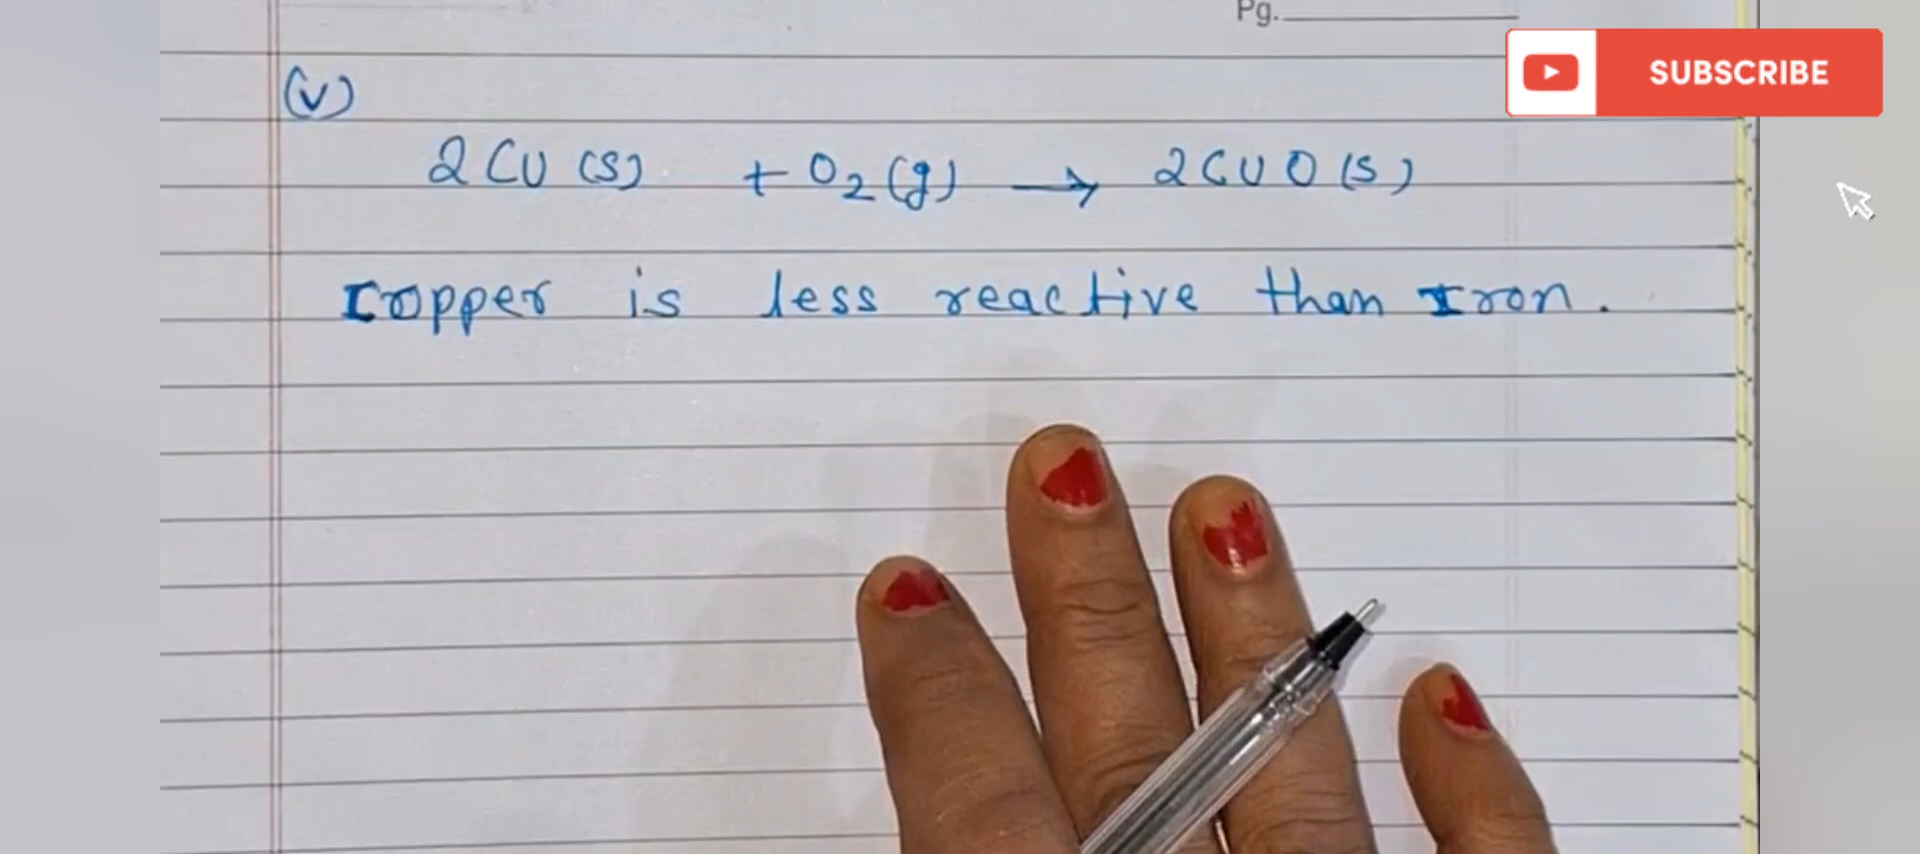 Pg.
SUBSCRIBE
(v)
2CU (s) + O2 (g) → 2CUO (s)
Copper is less reactive than Iron.